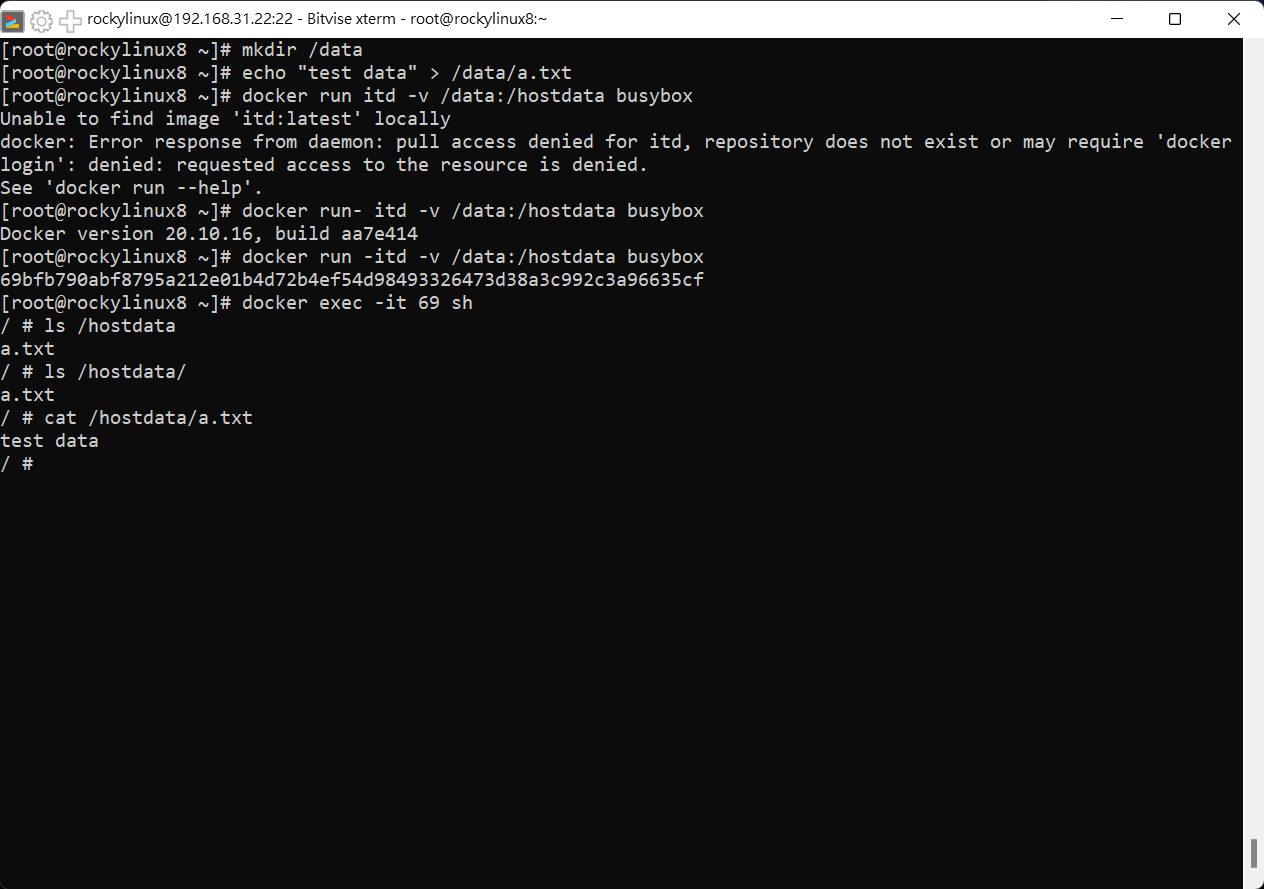 rockylinux@192.168.31.22:22 - Bitvise xterm - root@rockylinux8:~
[root@rockylinux8 ~]# mkdir /data
[root@rockylinux8 ~]# echo "test data" > /data/a.txt
[root@rockylinux8 ~]# docker run itd -v /data:/hostdata busybox
Unable to find image 'itd:latest' locally
docker: Error response from daemon: pull access denied for itd, repository does not exist or may require 'docker
login': denied: requested access to the resource is denied.
See 'docker run --help'.
[root@rockylinux8 ~]# docker run- itd -v /data:/hostdata busybox
Docker version 20.10.16, build aa7e414
[root@rockylinux8 ~]# docker run -itd -v /data:/hostdata busybox
69bfb790abf8795a212e01b4d72b4ef54d98493326473d38a3c992c3a96635cf
[root@rockylinux8 ~]# docker exec -it 69 sh
/ # ls /hostdata
a.txt
/ # ls /hostdata/
a.txt
/ # cat /hostdata/a.txt
test data
/ #